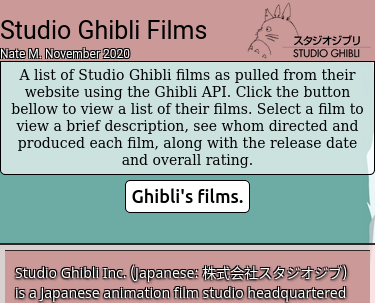 Studio Ghibli Films
スタジオジブリ
STUDIO GHIBLI
Nate M. November 2020
A list of Studio Ghibli films as pulled from their
website using the Ghibli API. Click the button
bellow to view a list of their films. Select a film to
view a brief description, see whom directed and
produced each film, along with the release date
and overall rating.
Ghibli's films.
Studio Ghibli Inc. (Japanese: 株式会社スタジオジブ)
is a Japanese animation film studio headquartered